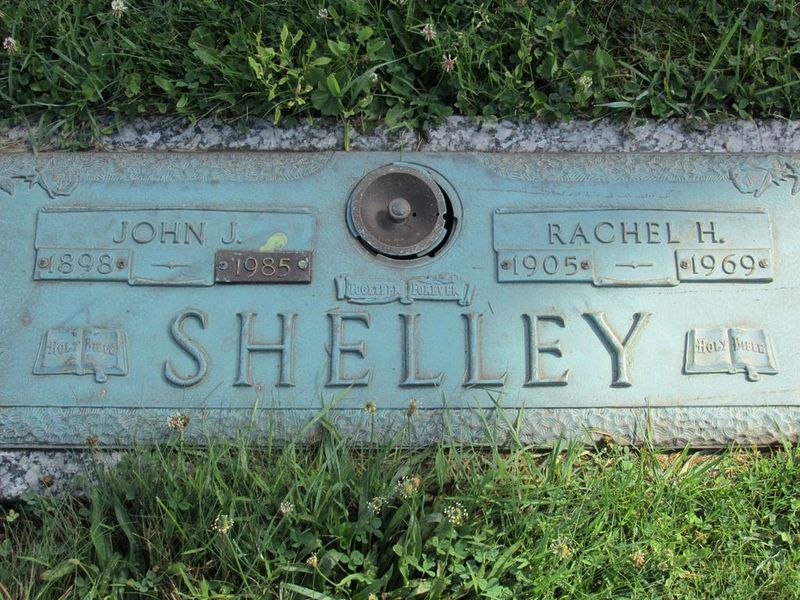 JOHN J.
1898 – 1985
RACHEL H.
1905 – 1969
TOGETHER FOREVER
HOLY BIBLE
SHELLEY
HOLY BIBLE